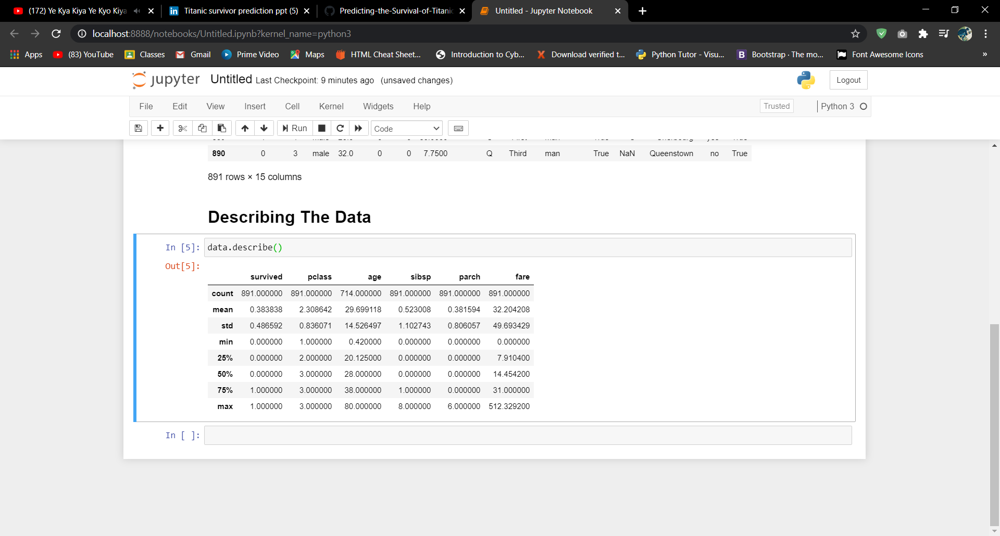 (172) Ye Kya Kiya Ye Kyo Kiya
Titanic survivor prediction ppt (5)
Predicting-the-Survival-of-Titanic
Untitled - Jupyter Notebook
localhost:8888/notebooks/Untitled.ipynb?kernel_name=python3
Apps (83) YouTube Classes Gmail Prime Video Maps HTML Cheat Sheet... Introduction to Cyb... Download verified t... Python Tutor - Visu... Bootstrap · The mo... Font Awesome Icons »
jupyter Untitled Last Checkpoint: 9 minutes ago (unsaved changes) Logout
File Edit View Insert Cell Kernel Widgets Help Trusted Python 3
Run Code
890 0 3 male 32.0 0 0 7.7500 Q Third man True NaN Queenstown no True
891 rows × 15 columns
Describing The Data
In [5]: data.describe()
Out[5]:
survived pclass age sibsp parch fare
count 891.000000 891.000000 714.000000 891.000000 891.000000 891.000000
mean 0.383838 2.308642 29.699118 0.523008 0.381594 32.204208
std 0.486592 0.836071 14.526497 1.102743 0.806057 49.693429
min 0.000000 1.000000 0.420000 0.000000 0.000000 0.000000
25% 0.000000 2.000000 20.125000 0.000000 0.000000 7.910400
50% 0.000000 3.000000 28.000000 0.000000 0.000000 14.454200
75% 1.000000 3.000000 38.000000 1.000000 0.000000 31.000000
max 1.000000 3.000000 80.000000 8.000000 6.000000 512.329200
In [ ]: